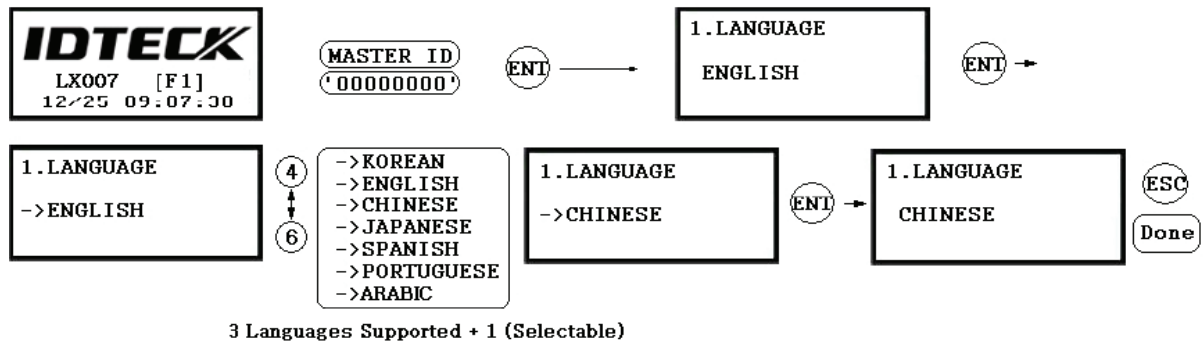 IDTECK
LX007 [F1]
12/25 09:07:30
MASTER ID
'00000000'
ENT
1.LANGUAGE
ENGLISH
ENT
1.LANGUAGE
->ENGLISH
4
6
->KOREAN
->ENGLISH
->CHINESE
->JAPANESE
->SPANISH
->PORTUGUESE
->ARABIC
1.LANGUAGE
->CHINESE
ENT
1.LANGUAGE
CHINESE
ESC
Done
3 Languages Supported + 1 (Selectable)